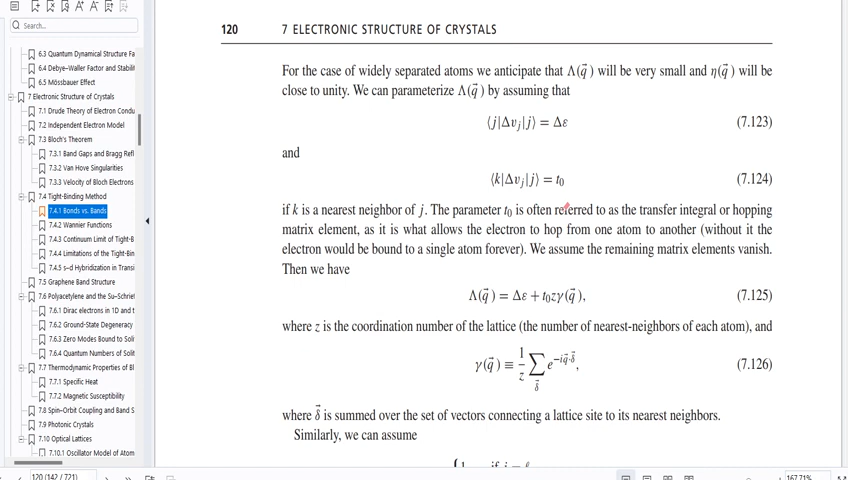 Search...
6.3 Quantum Dynamical Structure Fa
6.4 Debye–Waller Factor and Stabilit
6.5 Mössbauer Effect
7 Electronic Structure of Crystals
7.1 Drude Theory of Electron Condu
7.2 Independent Electron Model
7.3 Bloch's Theorem
7.3.1 Band Gaps and Bragg Refl
7.3.2 Van Hove Singularities
7.3.3 Velocity of Bloch Electrons
7.4 Tight-Binding Method
7.4.1 Bonds vs. Bands
7.4.2 Wannier Functions
7.4.3 Continuum Limit of Tight-B
7.4.4 Limitations of the Tight-Bin
7.4.5 s–d Hybridization in Transi
7.5 Graphene Band Structure
7.6 Polyacetylene and the Su–Schrief
7.6.1 Dirac electrons in 1D and t
7.6.2 Ground-State Degeneracy
7.6.3 Zero Modes Bound to Soli
7.6.4 Quantum Numbers of Solit
7.7 Thermodynamic Properties of Bl
7.7.1 Specific Heat
7.7.2 Magnetic Susceptibility
7.8 Spin–Orbit Coupling and Band S
7.9 Photonic Crystals
7.10 Optical Lattices
7.10.1 Oscillator Model of Atom
120 (142 / 721)
120 7 ELECTRONIC STRUCTURE OF CRYSTALS
For the case of widely separated atoms we anticipate that Λ(q⃗) will be very small and η(q⃗) will be
close to unity. We can parameterize Λ(q⃗) by assuming that
⟨j|Δv_j|j⟩ = Δε (7.123)
and
⟨k|Δv_j|j⟩ = t₀ (7.124)
if k is a nearest neighbor of j. The parameter t₀ is often referred to as the transfer integral or hopping
matrix element, as it is what allows the electron to hop from one atom to another (without it the
electron would be bound to a single atom forever). We assume the remaining matrix elements vanish.
Then we have
Λ(q⃗) = Δε + t₀zγ(q⃗), (7.125)
where z is the coordination number of the lattice (the number of nearest-neighbors of each atom), and
γ(q⃗) ≡ 1/z ∑_δ⃗ e^{−iq⃗·δ⃗}, (7.126)
where δ⃗ is summed over the set of vectors connecting a lattice site to its nearest neighbors.
Similarly, we can assume
167.71%